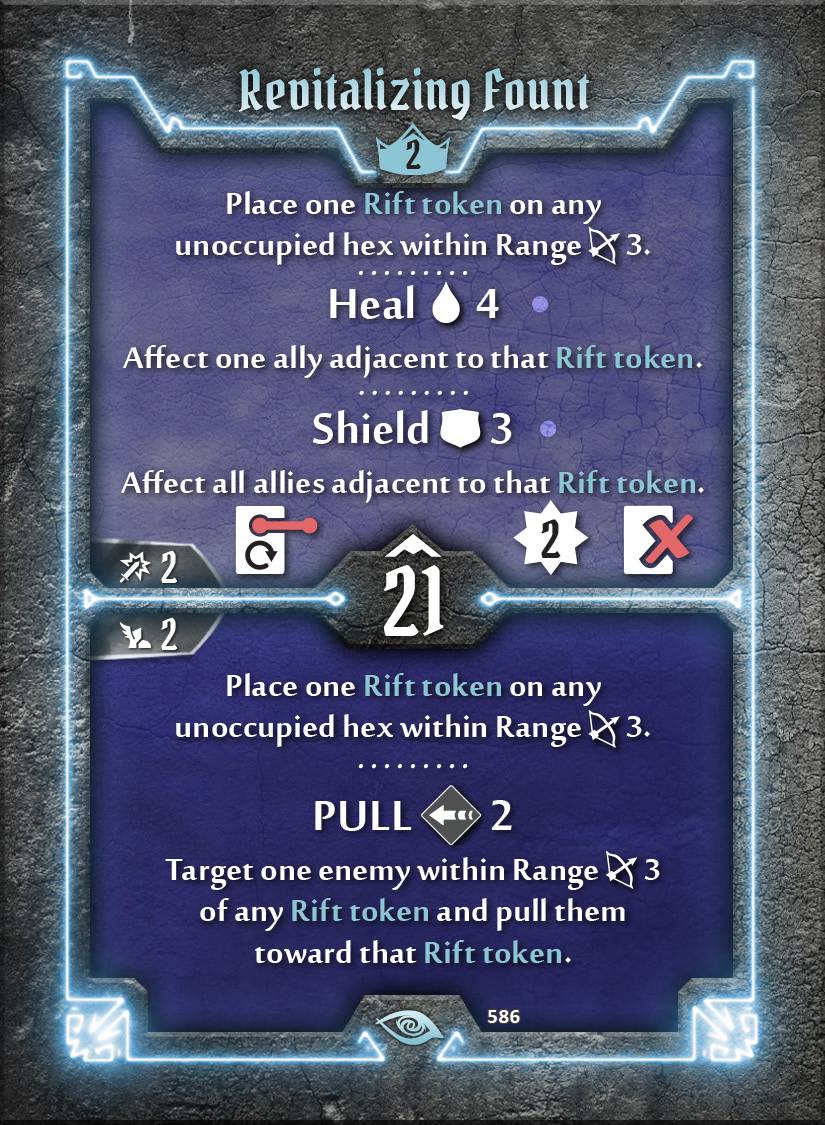 Revitalizing Fount
2
Place one Rift token on any
unoccupied hex within Range 3.
Heal 4
Affect one ally adjacent to that Rift token.
Shield 3
Affect all allies adjacent to that Rift token.
2
2
21
2
Place one Rift token on any
unoccupied hex within Range 3.
PULL 2
Target one enemy within Range 3
of any Rift token and pull them
toward that Rift token.
586